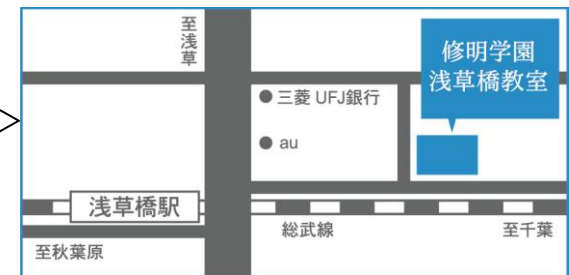 至浅草
修明学園
浅草橋教室
三菱 UFJ銀行
au
浅草橋駅
総武線
至千葉
至秋葉原